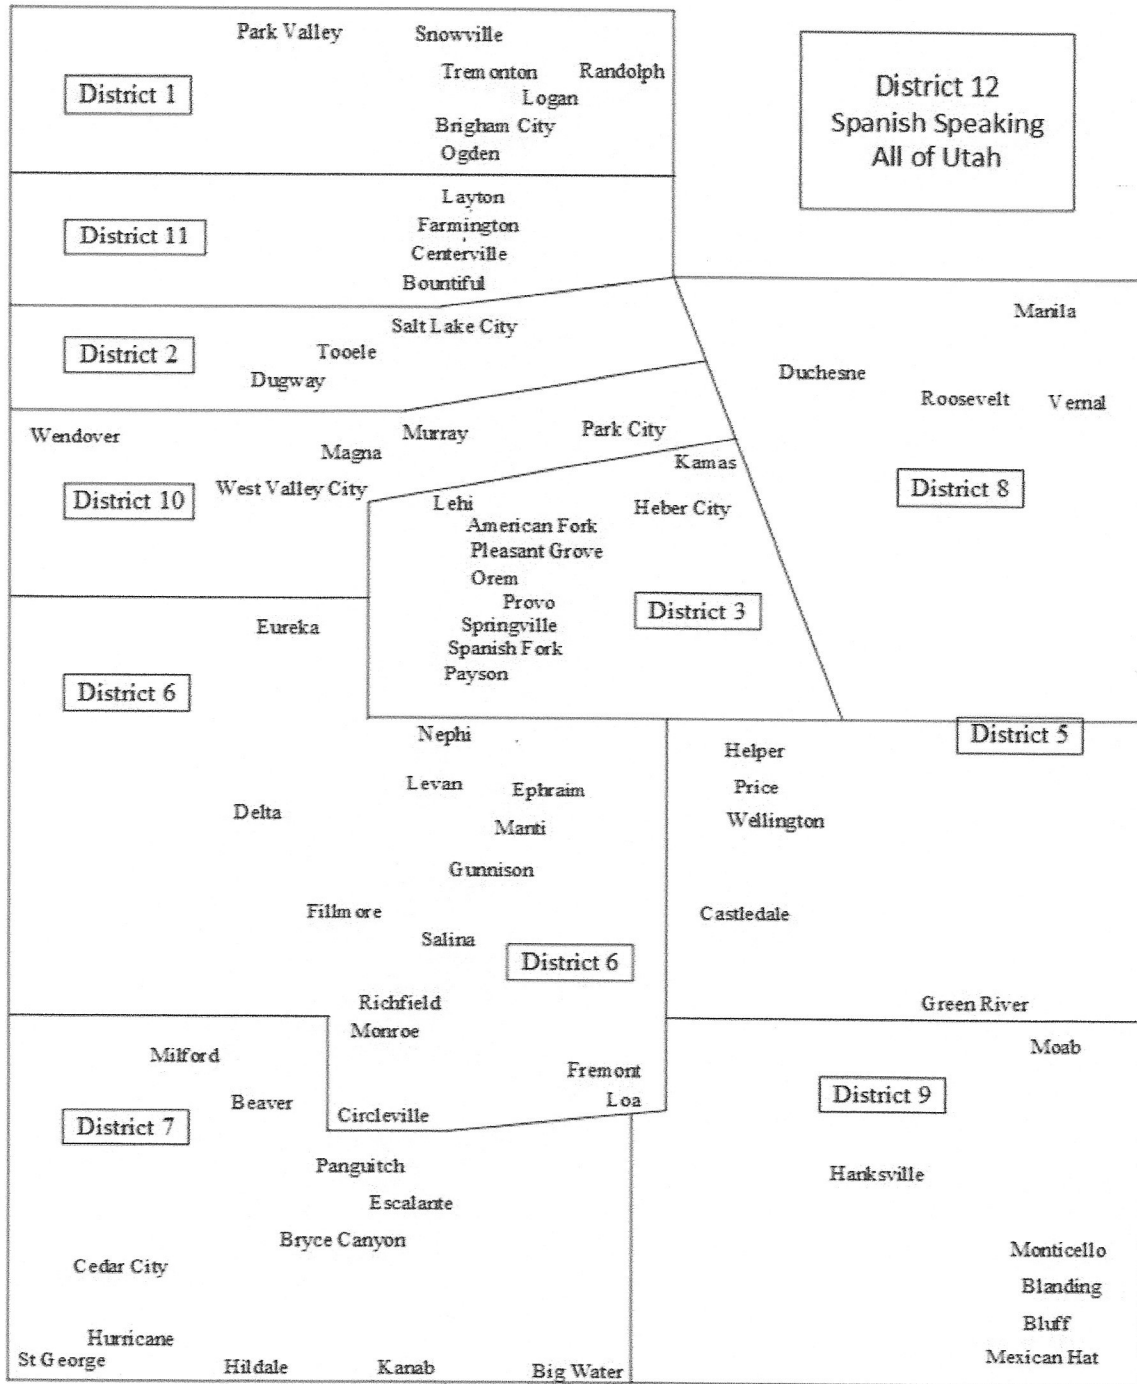 Park Valley
Snowville
Tremonton
Randolph
District 1
Logan
Brigham City
Ogden
District 12
Spanish Speaking
All of Utah
Layton
District 11
Farmington
Centerville
Bountiful
Salt Lake City
District 2
Tooele
Dugway
Manila
Duchesne
Roosevelt
Vernal
District 8
Wendover
Murray
Park City
Magna
District 10
West Valley City
Kamas
Lehi
Heber City
American Fork
Pleasant Grove
Orem
Provo
District 3
Springville
Spanish Fork
Payson
Eureka
District 6
Nephi
Levan
Ephraim
Delta
Manti
Gunnison
Fillmore
Salina
District 6
Richfield
Monroe
Fremont
Loa
Circleville
District 5
Helper
Price
Wellington
Castledale
Green River
Milford
Beaver
District 7
Panguitch
Escalante
Bryce Canyon
Cedar City
Hurricane
St George
Hildale
Kanab
Big Water
Moab
District 9
Hanksville
Monticello
Blanding
Bluff
Mexican Hat